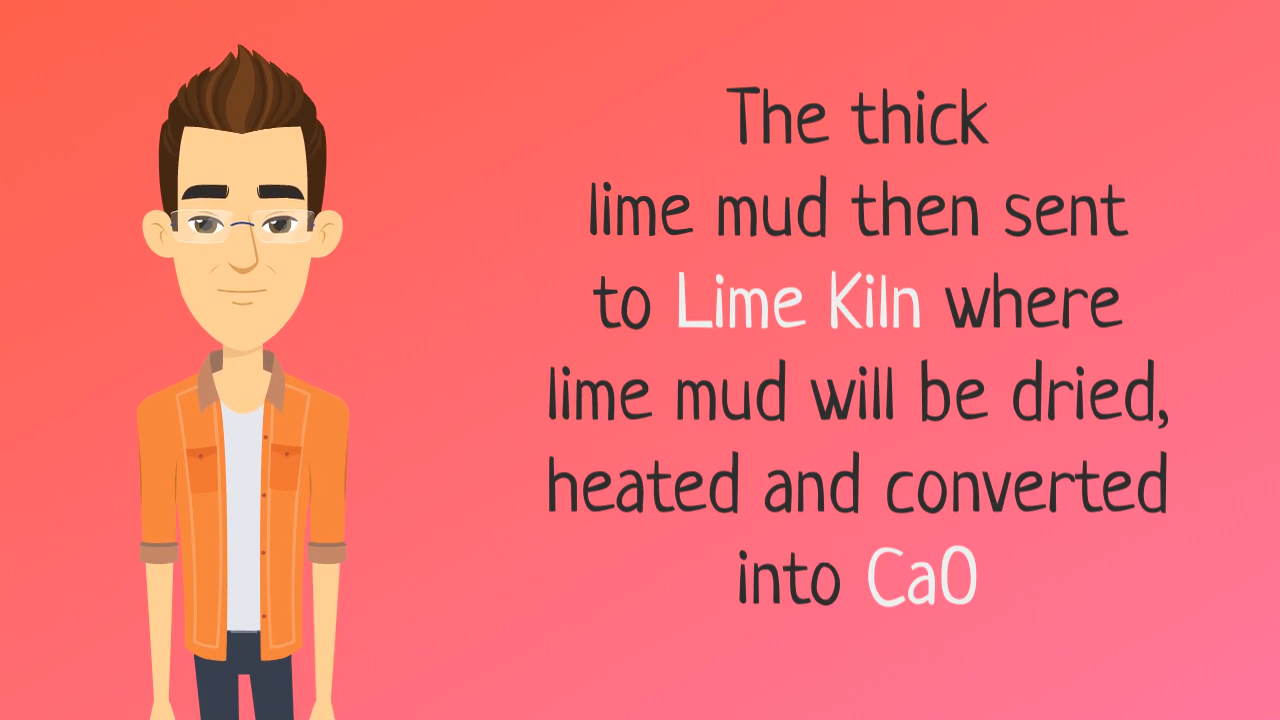 The thick
lime mud then sent
to Lime Kiln where
lime mud will be dried,
heated and converted
into CaO